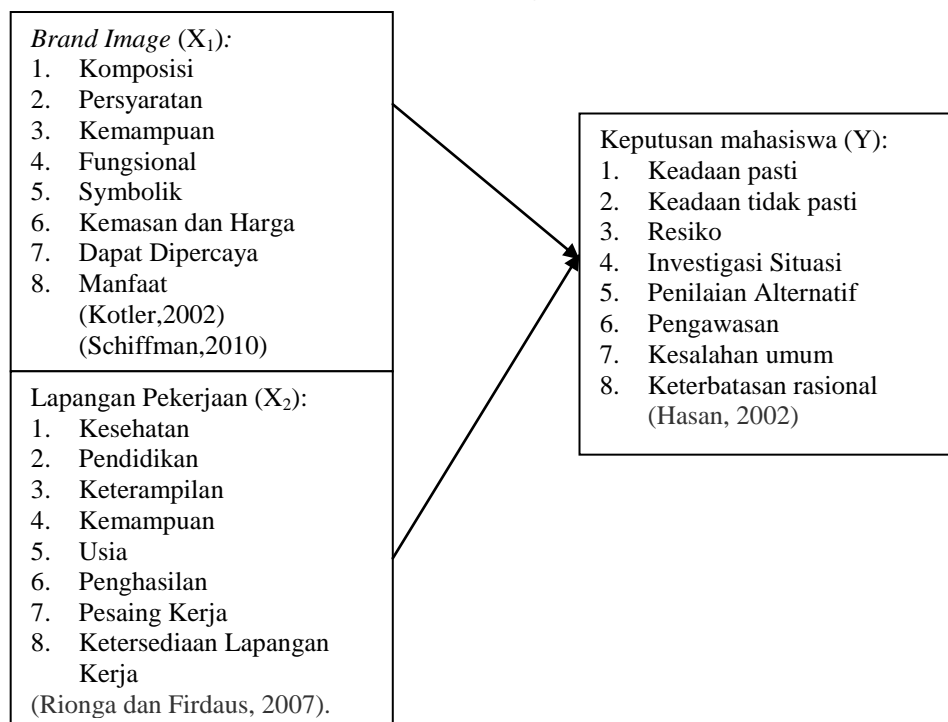 Brand Image (X1):
1. Komposisi
2. Persyaratan
3. Kemampuan
4. Fungsional
5. Symbolik
6. Kemasan dan Harga
7. Dapat Dipercaya
8. Manfaat
(Kotler,2002)
(Schiffman,2010)
Lapangan Pekerjaan (X2):
1. Kesehatan
2. Pendidikan
3. Keterampilan
4. Kemampuan
5. Usia
6. Penghasilan
7. Pesaing Kerja
8. Ketersediaan Lapangan
Kerja
(Rionga dan Firdaus, 2007).
Keputusan mahasiswa (Y):
1. Keadaan pasti
2. Keadaan tidak pasti
3. Resiko
4. Investigasi Situasi
5. Penilaian Alternatif
6. Pengawasan
7. Kesalahan umum
8. Keterbatasan rasional
(Hasan, 2002)